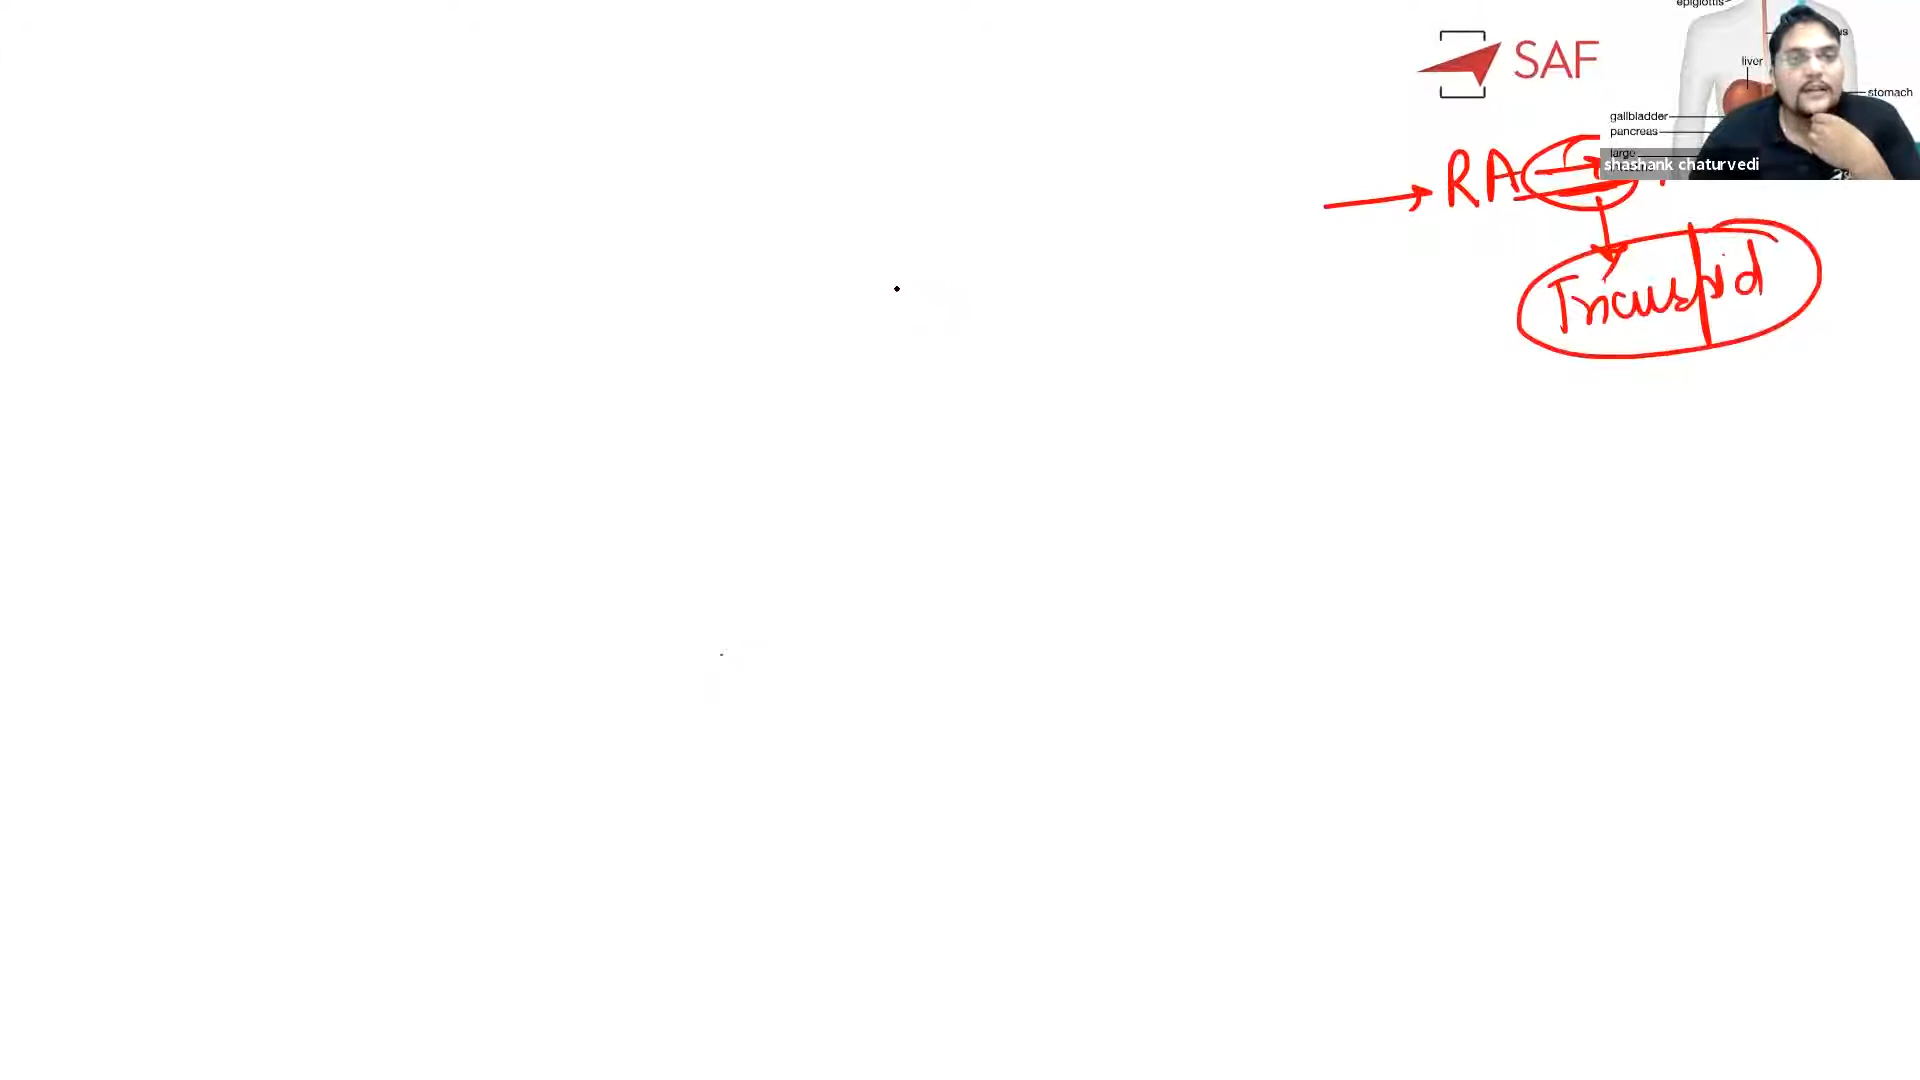 epiglottis
SAF
liver
stomach
gallbladder
pancreas
large
shashank chaturvedi
RA
Tricuspid